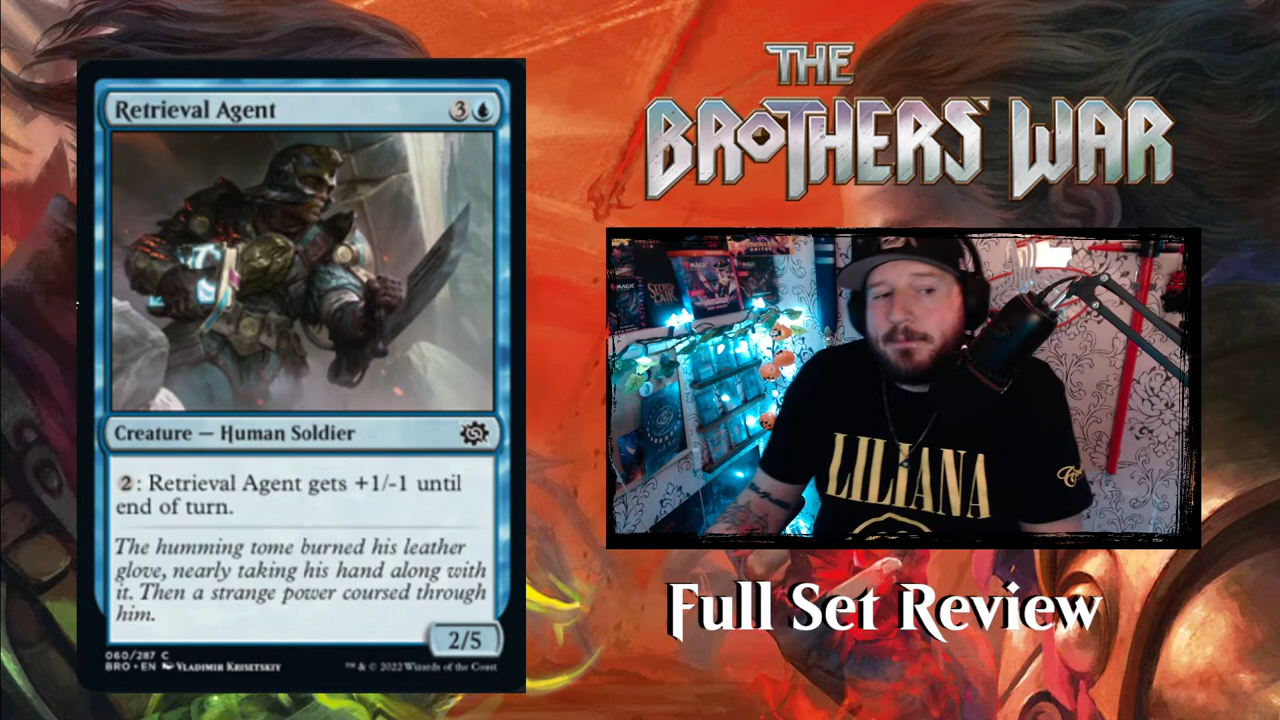 Retrieval Agent
3
Creature — Human Soldier
2: Retrieval Agent gets +1/-1 until
end of turn.
The humming tome burned his leather
glove, nearly taking his hand along with
it. Then a strange power coursed through
him.
2/5
060/287 C
BRO • EN VLADIMIR KRISETSKIY
™ & © 2022 Wizards of the Coast
THE
BROTHERS' WAR
MAGIC
LILIANA
Full Set Review